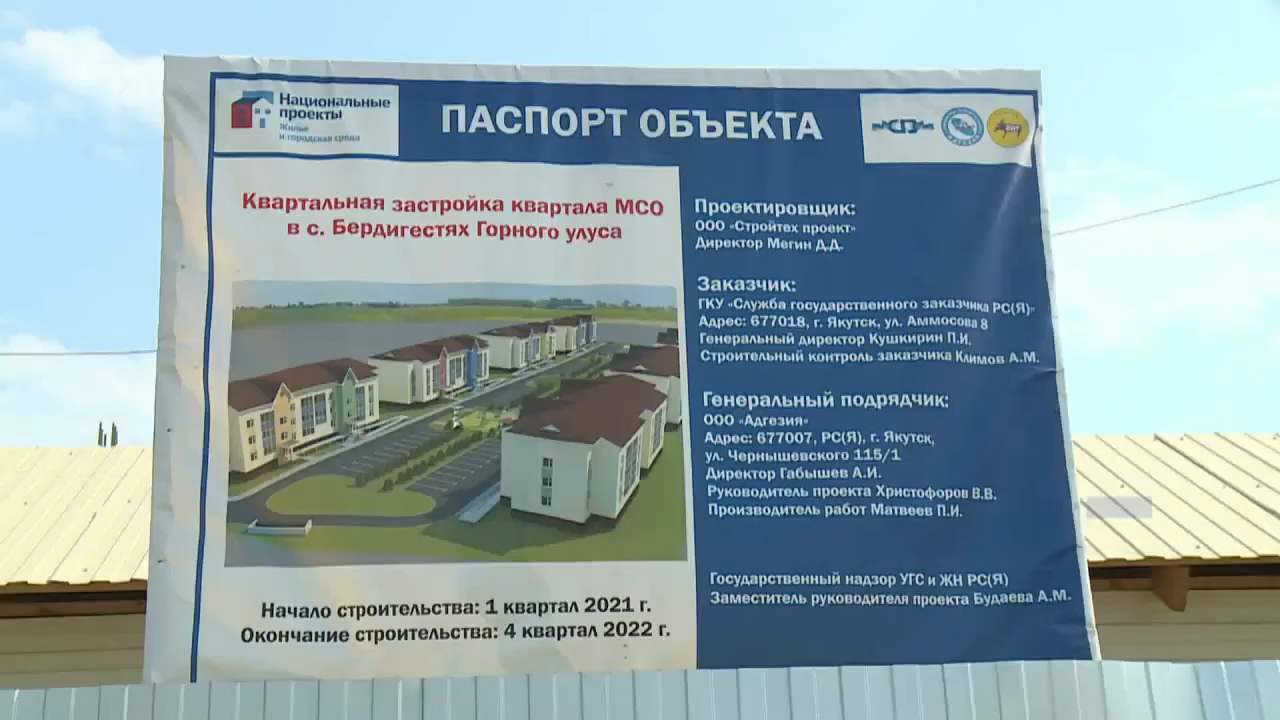 Национальные
проекты
Жилье
и городская среда
ПАСПОРТ ОБЪЕКТА
Квартальная застройка квартала МСО
в с. Бердигестях Горного улуса
Начало строительства: 1 квартал 2021 г.
Окончание строительства: 4 квартал 2022 г.
Проектировщик:
ООО «Стройтех проект»
Директор Мегин Д.Д.
Заказчик:
ГКУ «Служба государственного заказчика РС(Я)»
Адрес: 677018, г. Якутск, ул. Аммосова 8
Генеральный директор Кушкирин П.И.
Строительный контроль заказчика Климов А.М.
Генеральный подрядчик:
ООО «Адгезия»
Адрес: 677007, РС(Я), г. Якутск,
ул. Чернышевского 115/1
Директор Габышев А.И.
Руководитель проекта Христофоров В.В.
Производитель работ Матвеев П.И.
Государственный надзор УГС и ЖН РС(Я)
Заместитель руководителя проекта Будаева А.М.